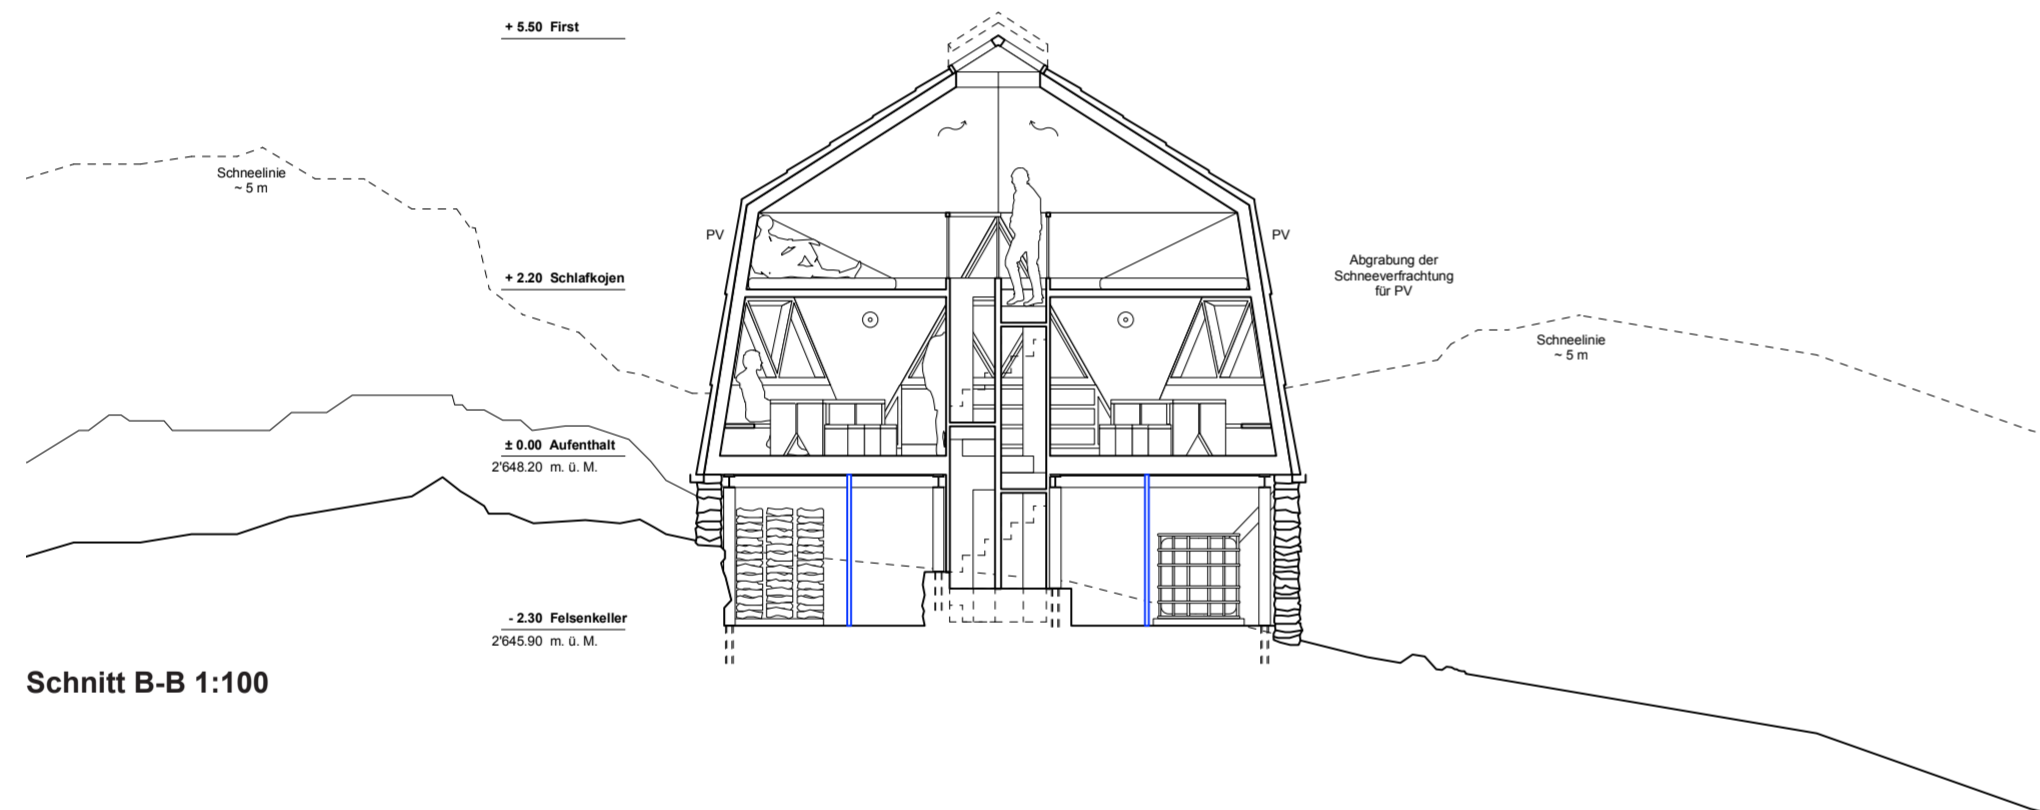 + 5.50 First
Schneelinie
~ 5 m
PV
PV
+ 2.20 Schlafkojen
Abgrabung der
Schneeverfrachtung
für PV
Schneelinie
~ 5 m
± 0.00 Aufenthalt
2'648.20 m. ü. M.
- 2.30 Felsenkeller
2'645.90 m. ü. M.
Schnitt B-B 1:100